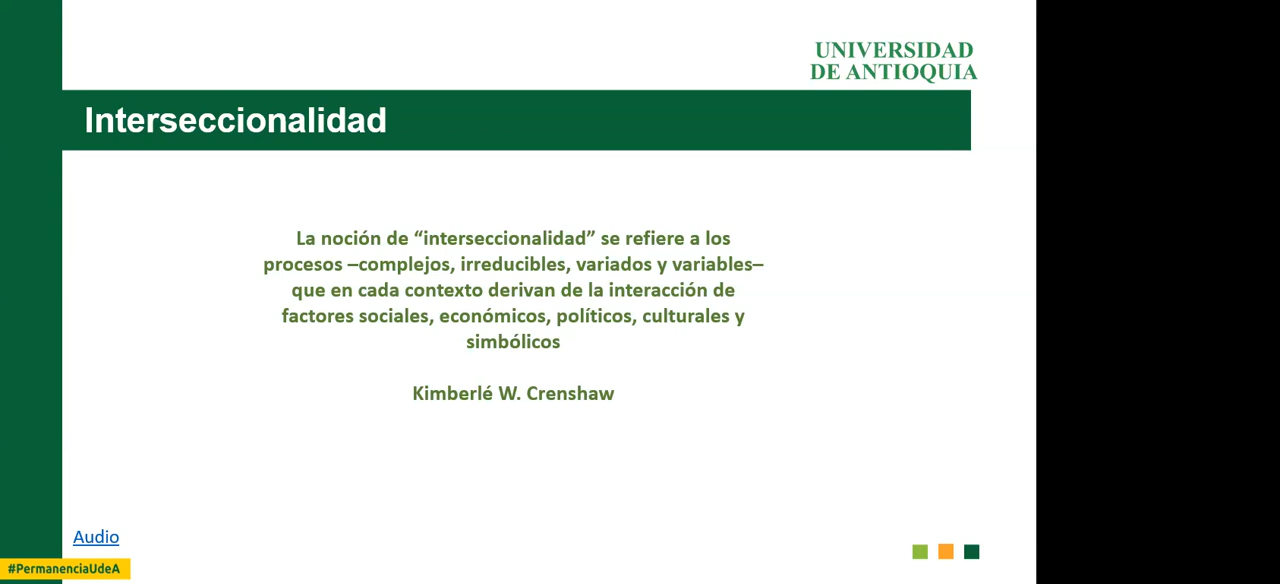 UNIVERSIDAD
DE ANTIOQUIA
Interseccionalidad
La noción de “interseccionalidad” se refiere a los
procesos –complejos, irreducibles, variados y variables–
que en cada contexto derivan de la interacción de
factores sociales, económicos, políticos, culturales y
simbólicos
Kimberlé W. Crenshaw
Audio
#PermanenciaUdeA